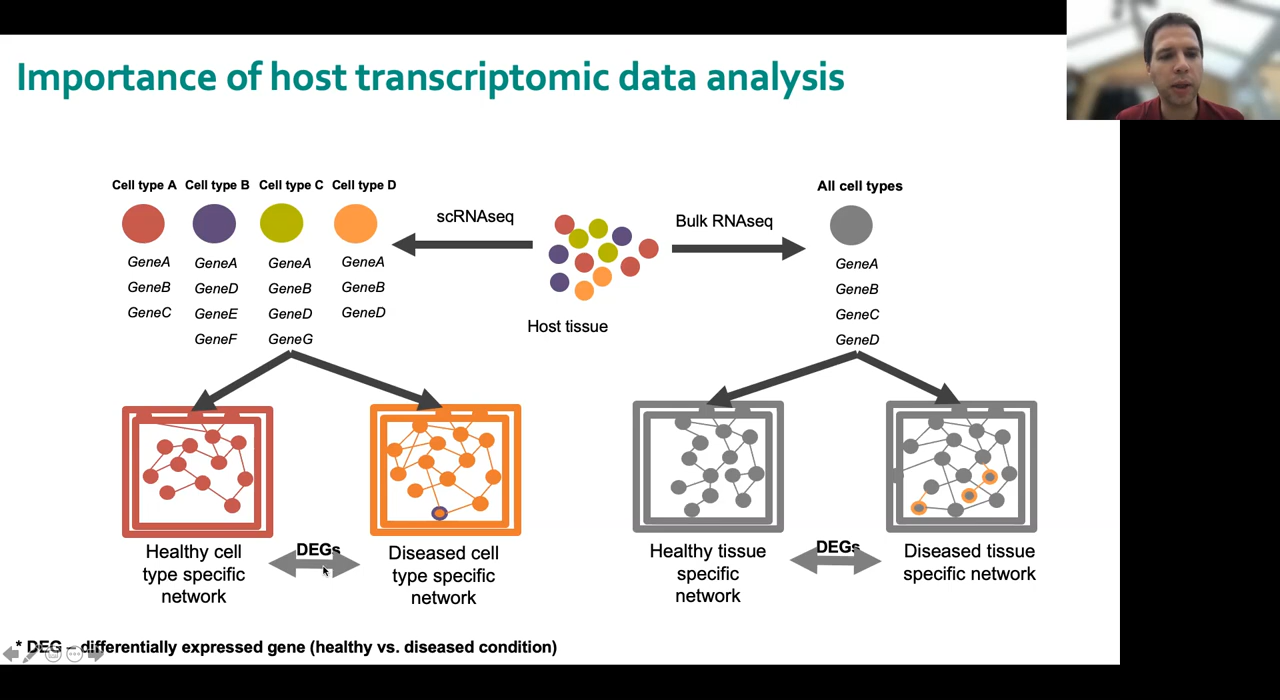 Importance of host transcriptomic data analysis
Cell type A Cell type B Cell type C Cell type D
scRNAseq
Bulk RNAseq
All cell types
GeneA GeneA GeneA GeneA
GeneB GeneD GeneB GeneB
GeneC GeneE GeneD GeneD
GeneF GeneG
Host tissue
GeneA
GeneB
GeneC
GeneD
Healthy cell
type specific
network
DEGs
Diseased cell
type specific
network
Healthy tissue
specific
network
DEGs
Diseased tissue
specific network
* DEG – differentially expressed gene (healthy vs. diseased condition)